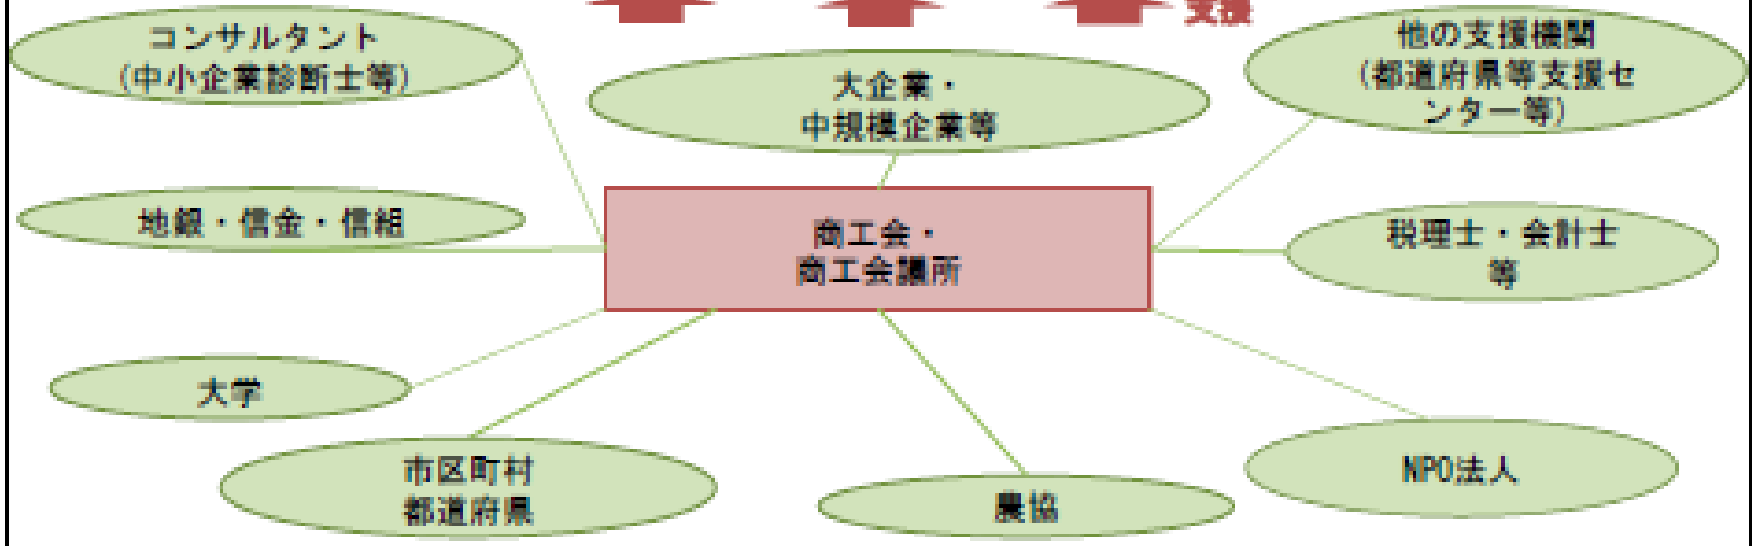 支援
コンサルタント
(中小企業診断士等)
大企業・
中規模企業等
他の支援機関
(都道府県等支援セ
ンター等)
地銀・信金・信組
商工会・
商工会議所
税理士・会計士
等
大学
市区町村
都道府県
農協
NPO法人